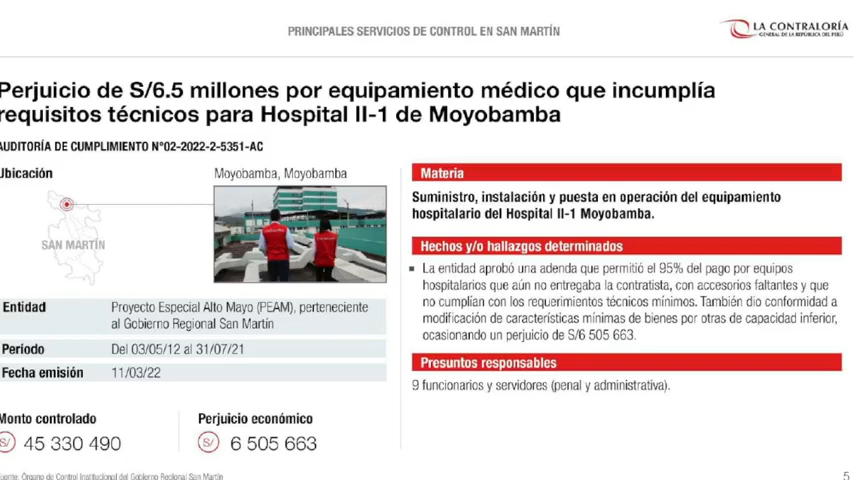 PRINCIPALES SERVICIOS DE CONTROL EN SAN MARTÍN
LA CONTRALORÍA
GENERAL DE LA REPÚBLICA DEL PERÚ
Perjuicio de S/6.5 millones por equipamiento médico que incumplía
requisitos técnicos para Hospital II-1 de Moyobamba
AUDITORÍA DE CUMPLIMIENTO N°02-2022-2-5351-AC
Ubicación
Moyobamba, Moyobamba
SAN MARTÍN
Entidad
Proyecto Especial Alto Mayo (PEAM), perteneciente
al Gobierno Regional San Martín
Período
Del 03/05/12 al 31/07/21
Fecha emisión
11/03/22
Monto controlado
S/ 45 330 490
Perjuicio económico
S/ 6 505 663
Materia
Suministro, instalación y puesta en operación del equipamiento
hospitalario del Hospital II-1 Moyobamba.
Hechos y/o hallazgos determinados
▪ La entidad aprobó una adenda que permitió el 95% del pago por equipos
hospitalarios que aún no entregaba la contratista, con accesorios faltantes y que
no cumplían con los requerimientos técnicos mínimos. También dio conformidad a
modificación de características mínimas de bienes por otras de capacidad inferior,
ocasionando un perjuicio de S/6 505 663.
Presuntos responsables
9 funcionarios y servidores (penal y administrativa).
Fuente: Órgano de Control Institucional del Gobierno Regional San Martín
5